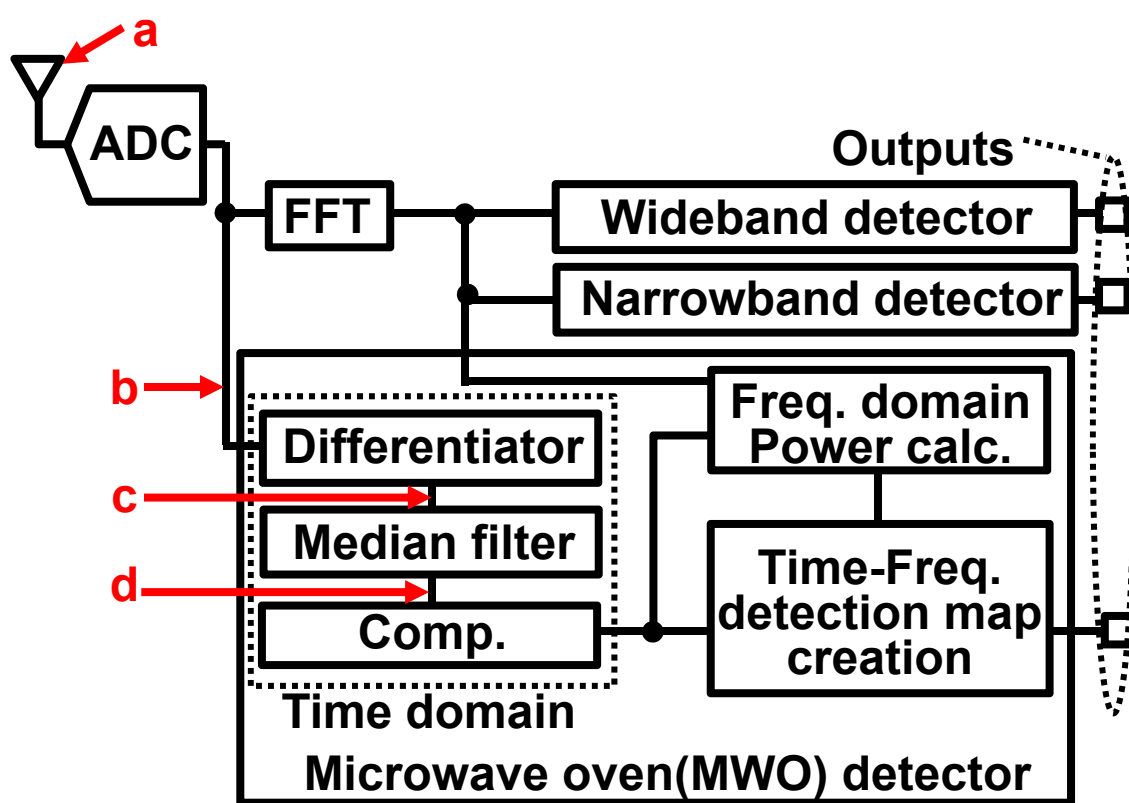 a
ADC
Outputs
FFT
Wideband detector
Narrowband detector
b
Freq. domain
Power calc.
Differentiator
c
Median filter
d
Time-Freq.
detection map
creation
Comp.
Time domain
Microwave oven(MWO) detector